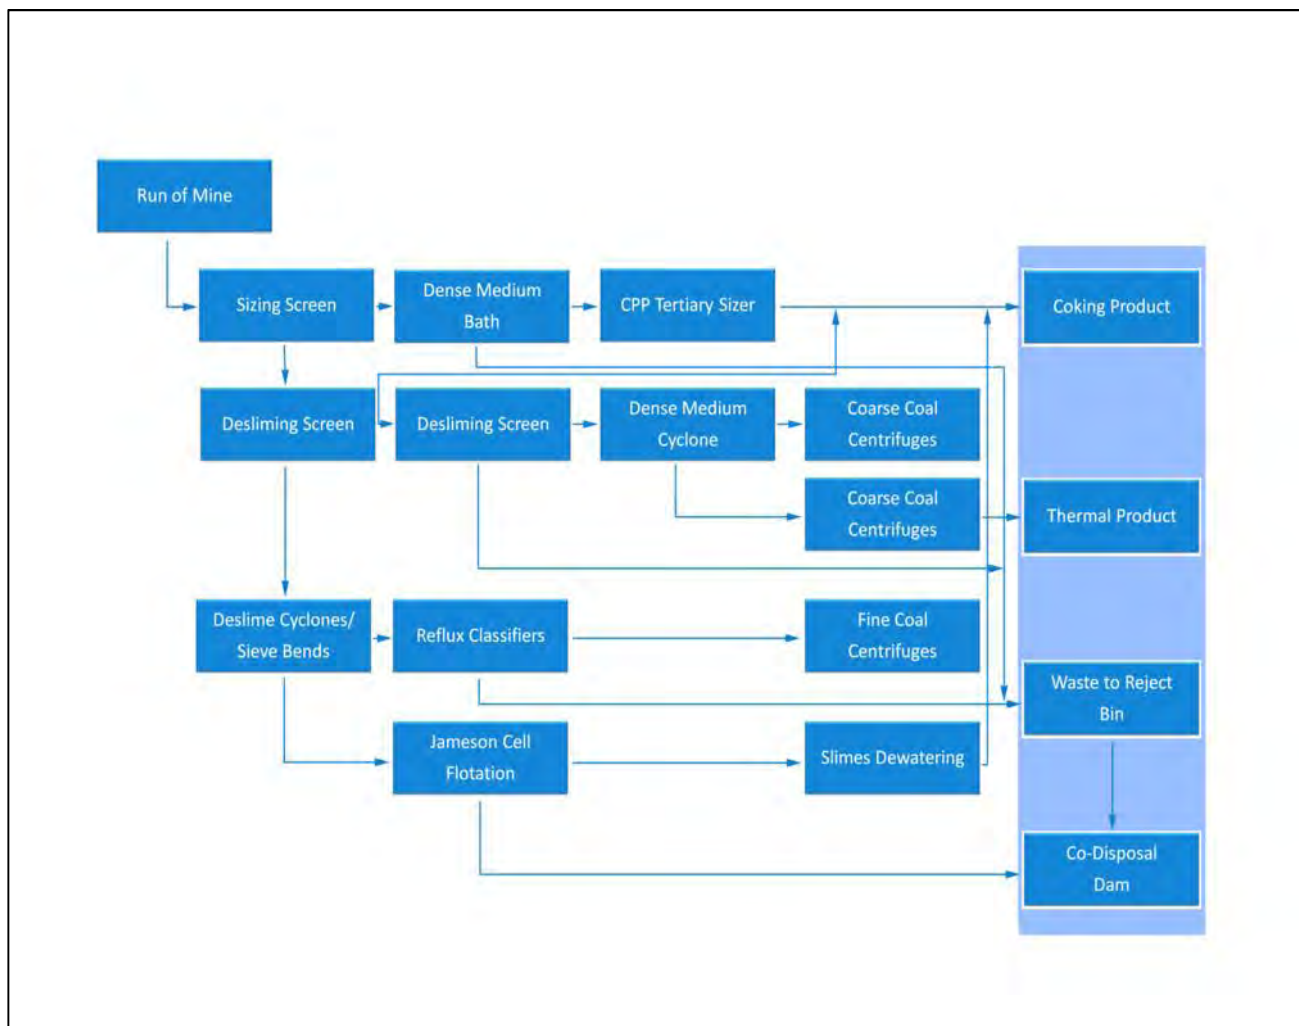 Run of Mine
Sizing Screen
Dense Medium
Bath
CPP Tertiary Sizer
Coking Product
Desliming Screen
Desliming Screen
Dense Medium
Cyclone
Coarse Coal
Centrifuges
Coarse Coal
Centrifuges
Thermal Product
Deslime Cyclones/
Sieve Bends
Reflux Classifiers
Fine Coal
Centrifuges
Waste to Reject
Bin
Jameson Cell
Flotation
Slimes Dewatering
Co-Disposal
Dam